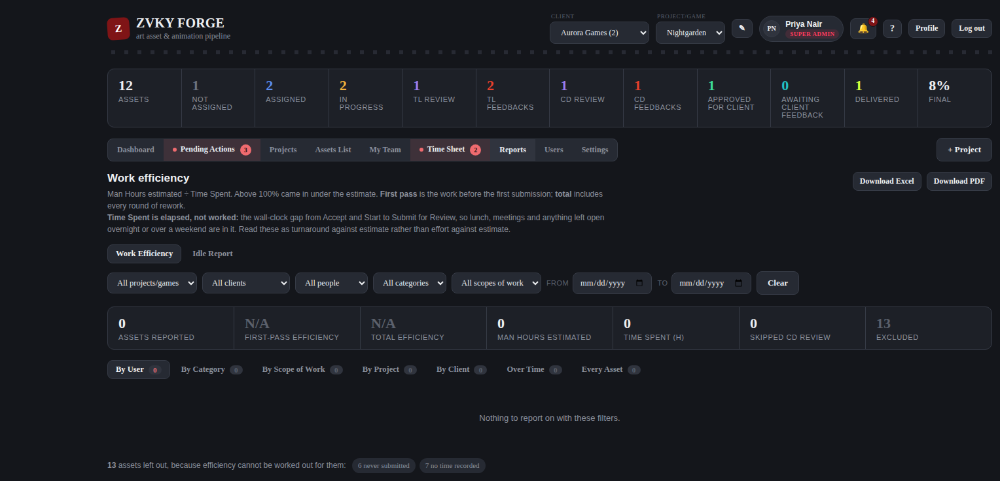 Z
ZVKY FORGE
art asset & animation pipeline
CLIENT
Aurora Games (2)
PROJECT/GAME
Nightgarden
PN
Priya Nair
SUPER ADMIN
4
?
Profile
Log out
12
ASSETS
1
NOT
ASSIGNED
2
ASSIGNED
2
IN
PROGRESS
1
TL REVIEW
2
TL
FEEDBACKS
1
CD REVIEW
1
CD
FEEDBACKS
1
APPROVED
FOR CLIENT
0
AWAITING
CLIENT
FEEDBACK
1
DELIVERED
8%
FINAL
Dashboard
Pending Actions 3
Projects
Assets List
My Team
Time Sheet 2
Reports
Users
Settings
+ Project
Work efficiency
Download Excel
Download PDF
Man Hours estimated ÷ Time Spent. Above 100% came in under the estimate. First pass is the work before the first submission; total includes
every round of rework.
Time Spent is elapsed, not worked: the wall-clock gap from Accept and Start to Submit for Review, so lunch, meetings and anything left open
overnight or over a weekend are in it. Read these as turnaround against estimate rather than effort against estimate.
Work Efficiency
Idle Report
All projects/games
All clients
All people
All categories
All scopes of work
FROM
mm/dd/yyyy
TO
mm/dd/yyyy
Clear
0
ASSETS REPORTED
N/A
FIRST-PASS EFFICIENCY
N/A
TOTAL EFFICIENCY
0
MAN HOURS ESTIMATED
0
TIME SPENT (H)
0
SKIPPED CD REVIEW
13
EXCLUDED
By User 0
By Category 0
By Scope of Work 0
By Project 0
By Client 0
Over Time 0
Every Asset 0
Nothing to report on with these filters.
13 assets left out, because efficiency cannot be worked out for them:
6 never submitted
7 no time recorded